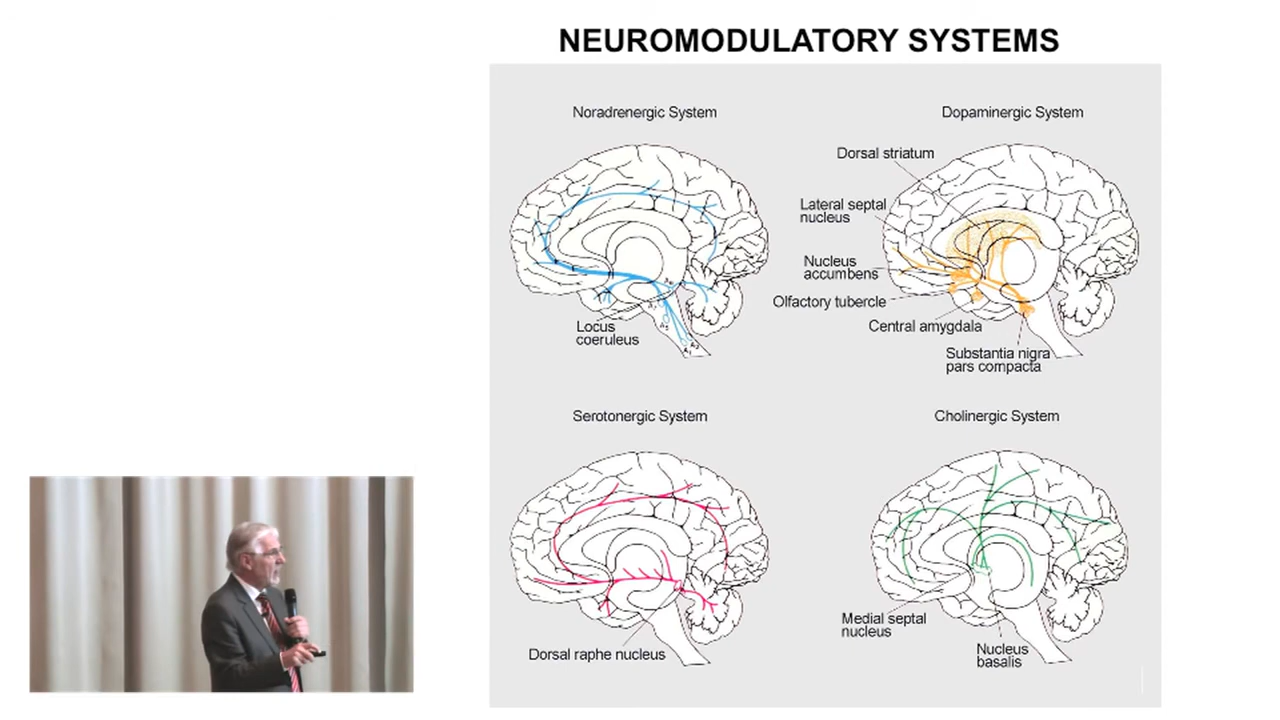 NEUROMODULATORY SYSTEMS
Noradrenergic System
Locus
coeruleus
Dopaminergic System
Dorsal striatum
Lateral septal
nucleus
Nucleus
accumbens
Olfactory tubercle
Central amygdala
Substantia nigra
pars compacta
Serotonergic System
Dorsal raphe nucleus
Cholinergic System
Medial septal
nucleus
Nucleus
basalis